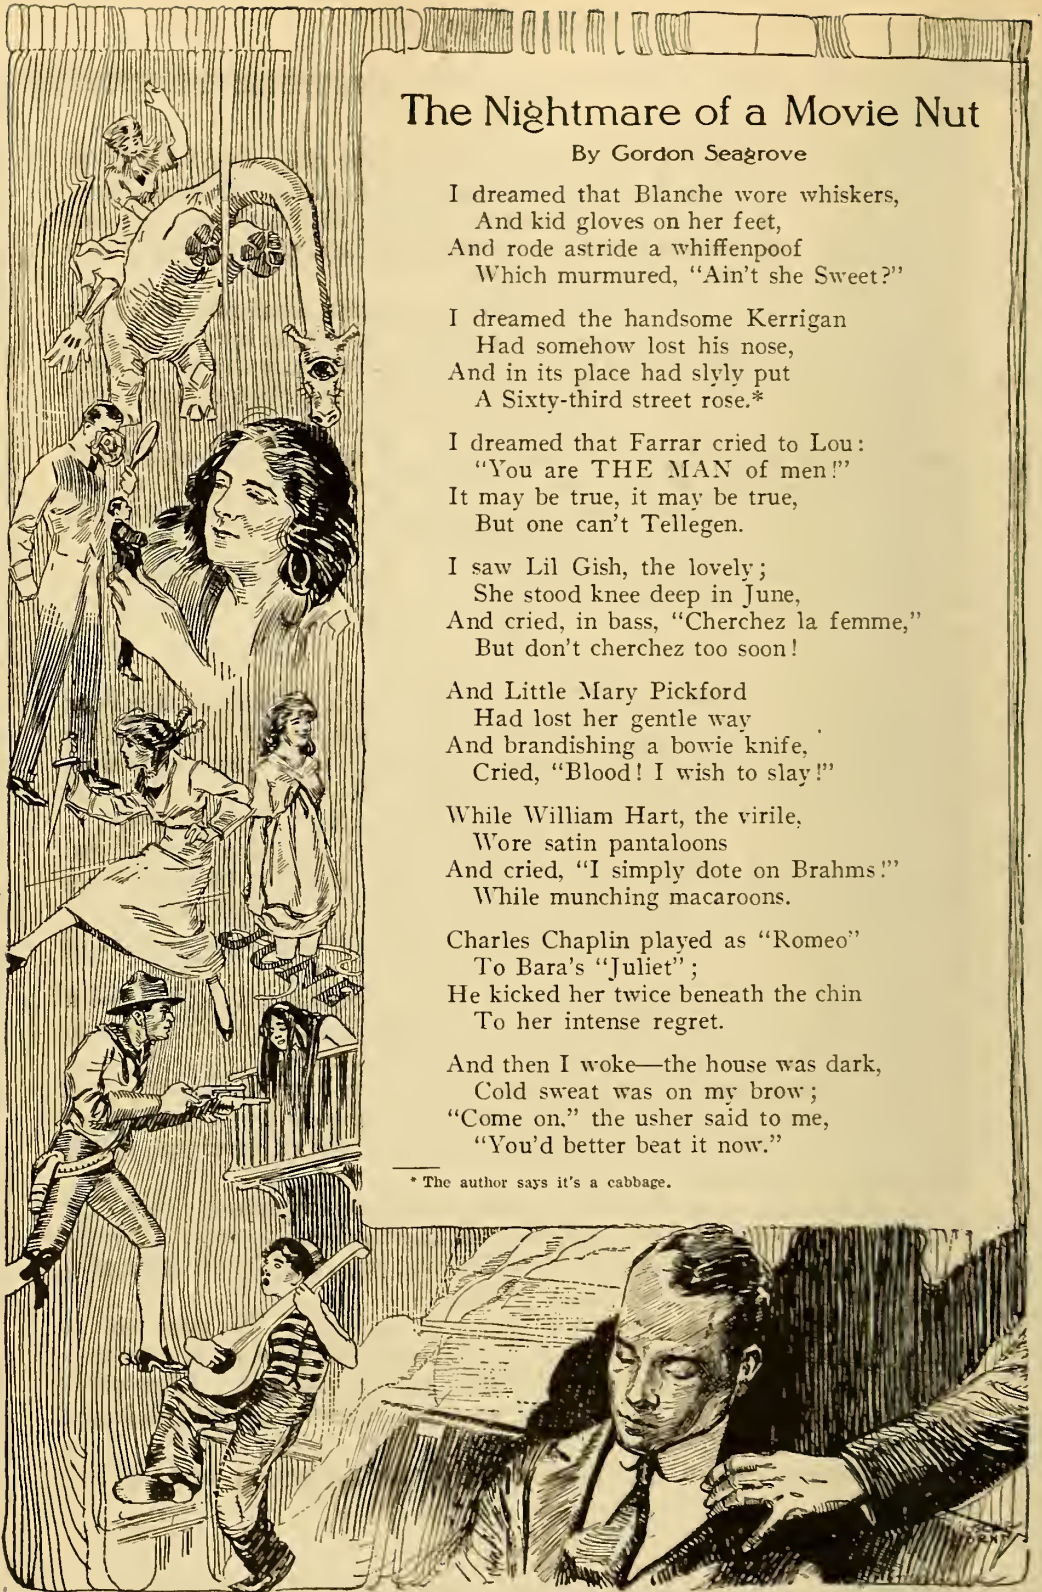 The Nightmare of a Movie Nut
By Gordon Seagrove
I dreamed that Blanche wore whiskers,
And kid gloves on her feet,
And rode astride a whiffenpoof
Which murmured, "Ain't she Sweet?"
I dreamed the handsome Kerrigan
Had somehow lost his nose,
And in its place had slyly put
A Sixty-third street rose.*
I dreamed that Farrar cried to Lou:
"You are THE MAN of men!"
It may be true, it may be true,
But one can't Tellegen.
I saw Lil Gish, the lovely;
She stood knee deep in June,
And cried, in bass, "Cherchez la femme,"
But don't cherchez too soon!
And Little Mary Pickford
Had lost her gentle way
And brandishing a bowie knife,
Cried, "Blood! I wish to slay!"
While William Hart, the virile,
Wore satin pantaloons
And cried, "I simply dote on Brahms!"
While munching macaroons.
Charles Chaplin played as "Romeo"
To Bara's "Juliet";
He kicked her twice beneath the chin
To her intense regret.
And then I woke—the house was dark,
Cold sweat was on my brow;
"Come on," the usher said to me,
"You'd better beat it now."
* The author says it's a cabbage.